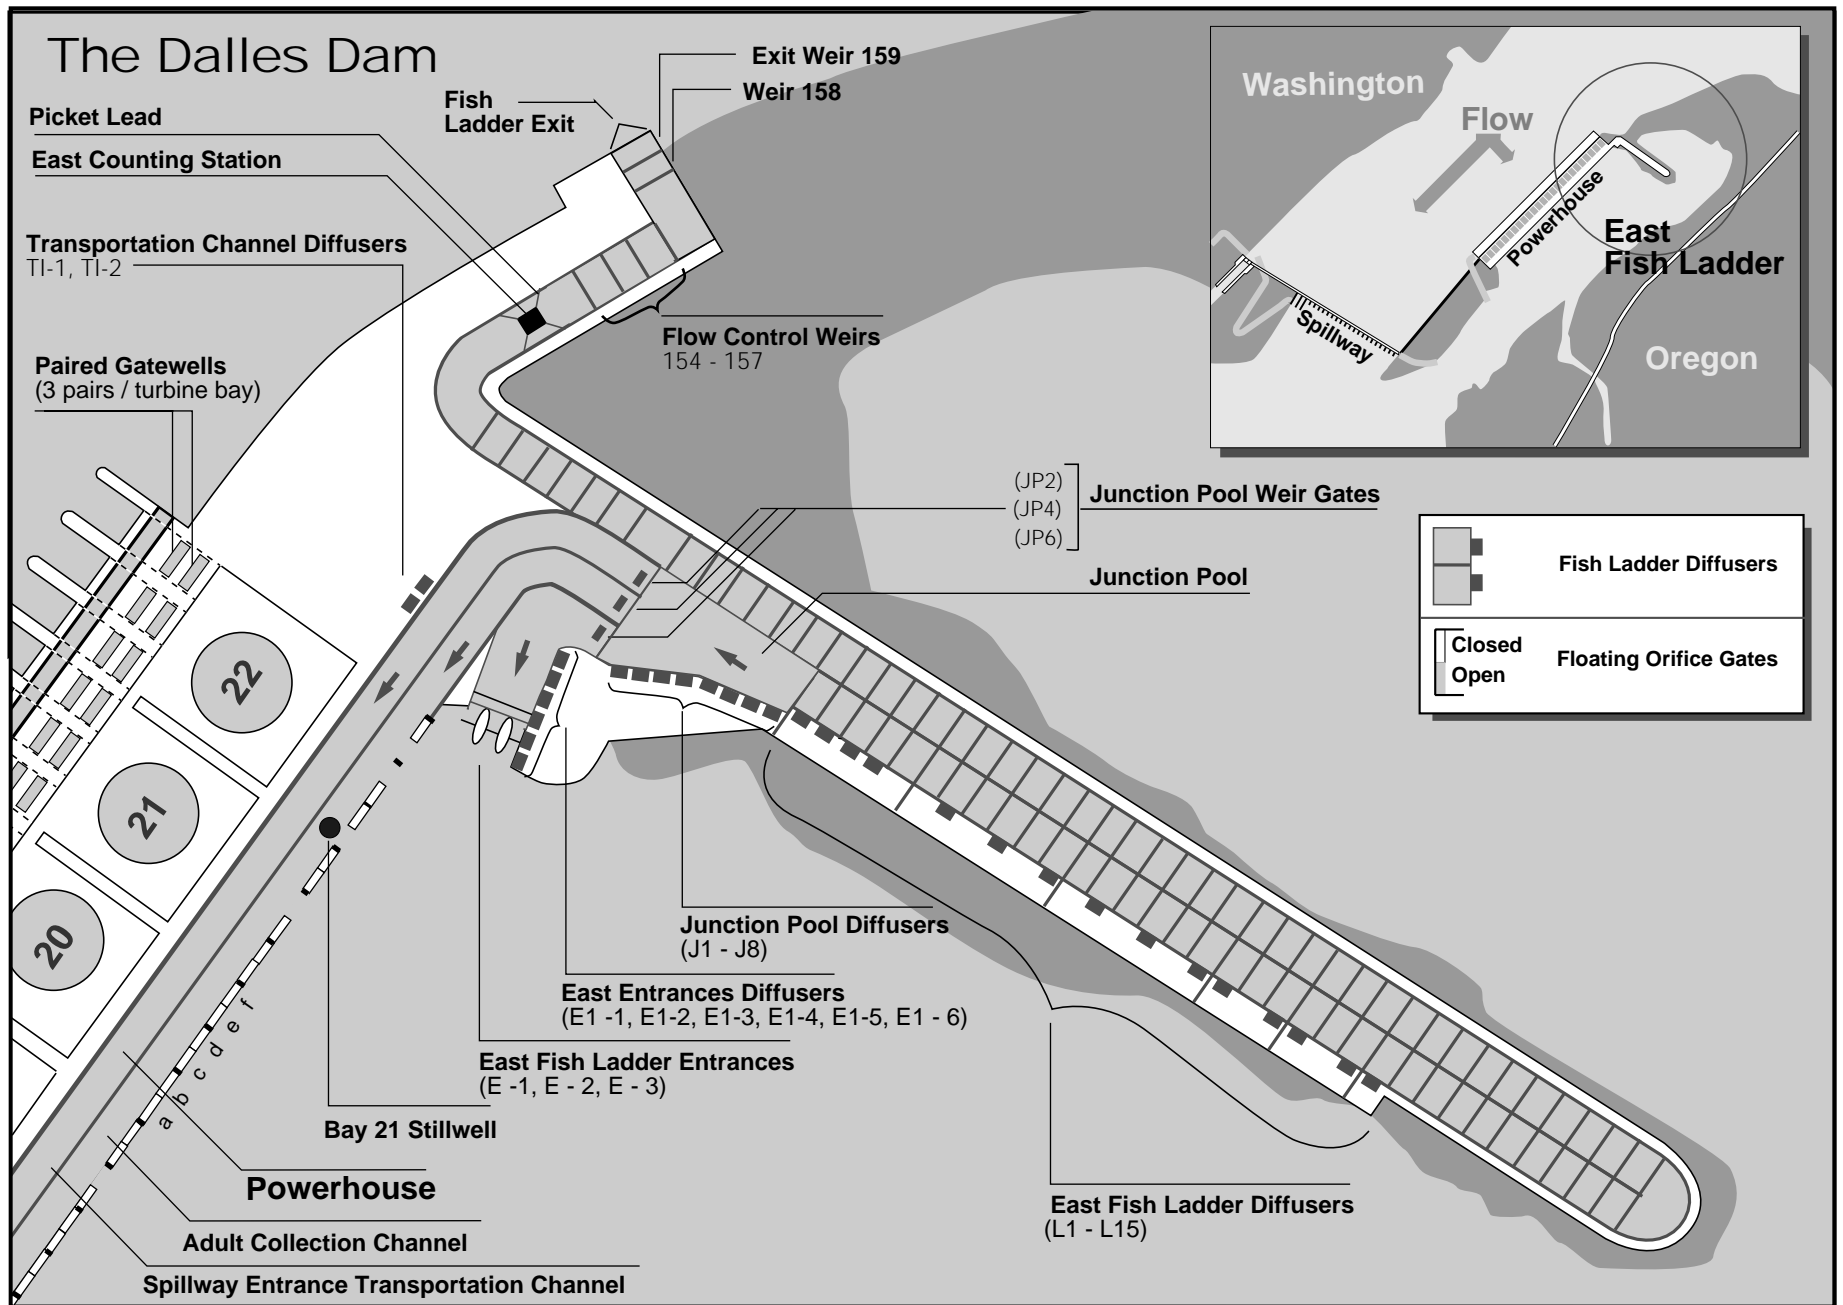 The Dalles Dam
Exit Weir 159
Weir 158
Fish
Ladder Exit
Picket Lead
East Counting Station
Transportation Channel Diffusers
TI-1, TI-2
Flow Control Weirs
154 - 157
Paired Gatewells
(3 pairs / turbine bay)
Washington
Flow
Powerhouse
East
Fish Ladder
Spillway
Oregon
(JP2)
(JP4)
(JP6)
Junction Pool Weir Gates
Junction Pool
Fish Ladder Diffusers
Closed
Open
Floating Orifice Gates
22
21
20
Junction Pool Diffusers
(J1 - J8)
East Entrances Diffusers
(E1 -1, E1-2, E1-3, E1-4, E1-5, E1 - 6)
East Fish Ladder Entrances
(E -1, E - 2, E - 3)
a b c d e f
Bay 21 Stillwell
Powerhouse
Adult Collection Channel
Spillway Entrance Transportation Channel
East Fish Ladder Diffusers
(L1 - L15)